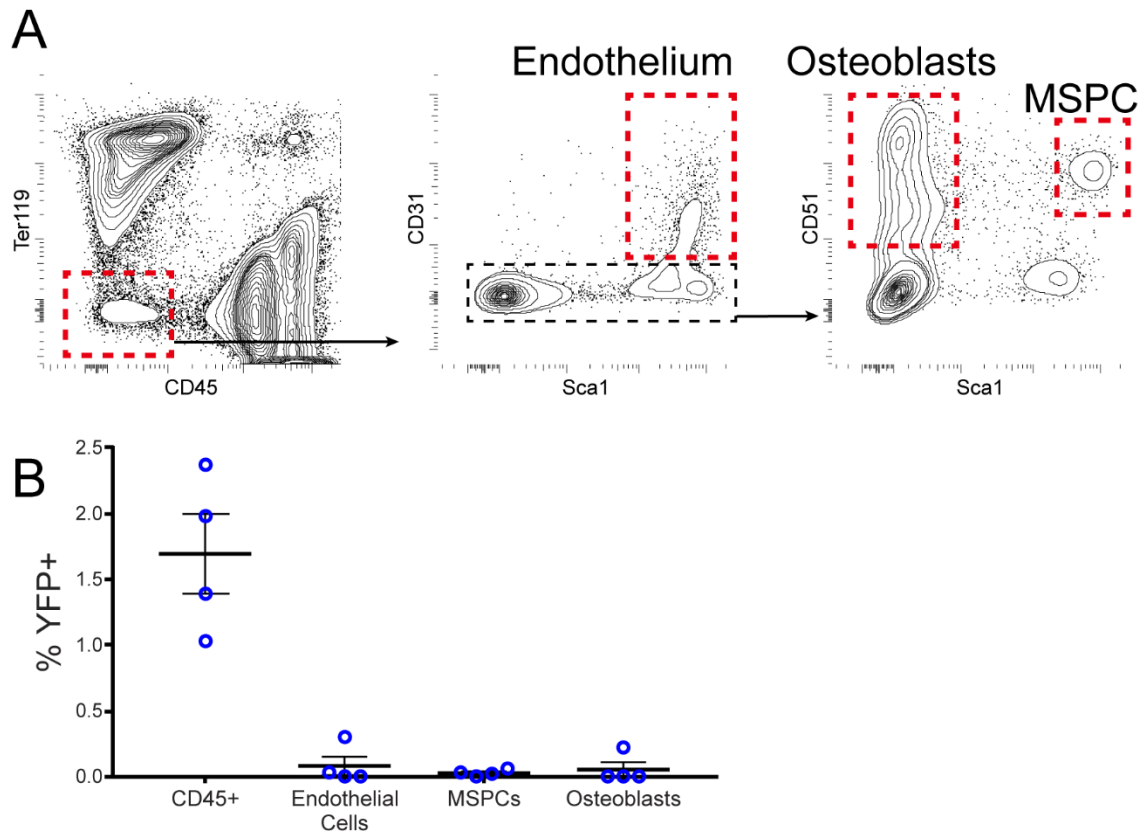 A
Endothelium
Osteoblasts
MSPC
Ter119
CD45
CD31
Sca1
CD51
Sca1
B
% YFP+
2.5
2.0
1.5
1.0
0.5
0.0
CD45+
Endothelial
Cells
MSPCs
Osteoblasts